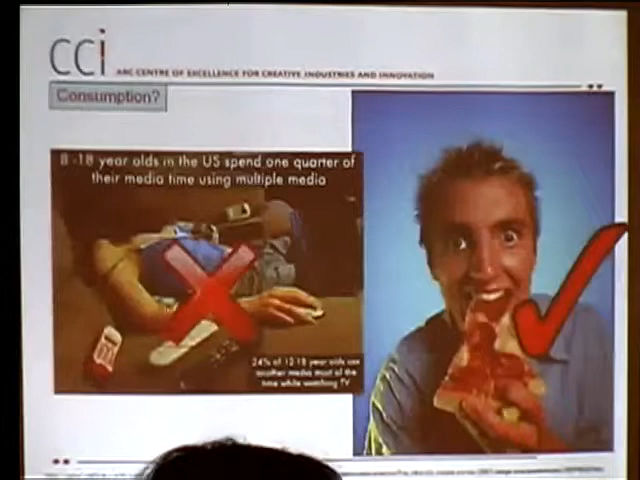 CCi
ARC CENTRE OF EXCELLENCE FOR CREATIVE INDUSTRIES AND INNOVATION
Consumption?
8 -18 year olds in the US spend one quarter of
their media time using multiple media
24% of 12-18 year olds use
another media most of the
time while watching TV